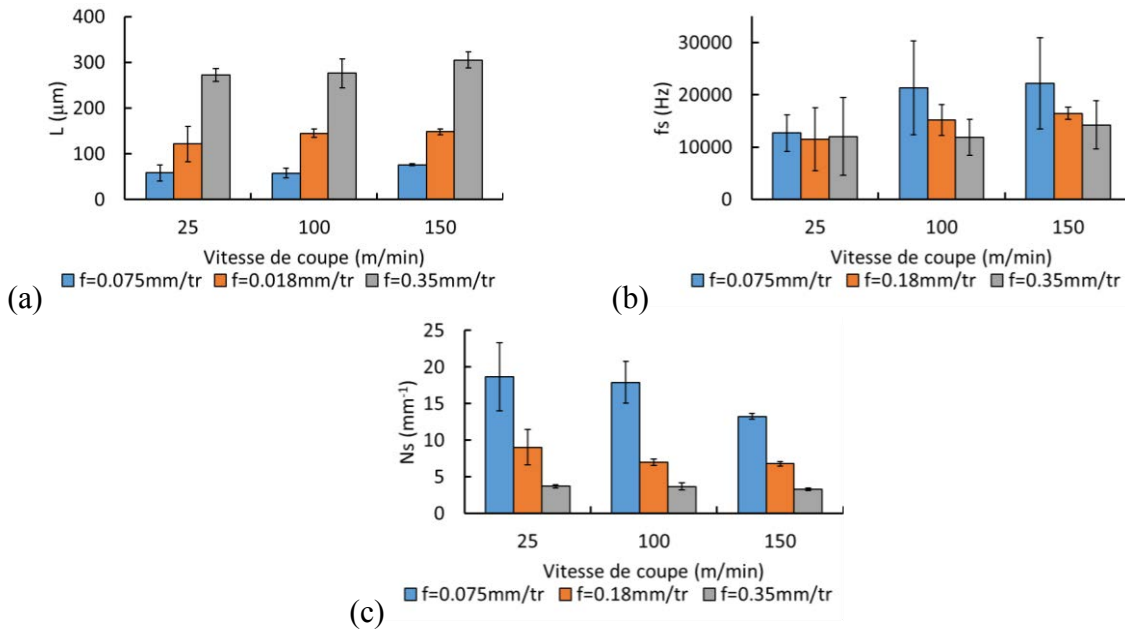 400
300
200
100
0
L (µm)
25 100 150
Vitesse de coupe (m/min)
f=0.075mm/tr f=0.018mm/tr f=0.35mm/tr
(a)
30000
20000
10000
0
fs (Hz)
25 100 150
Vitesse de coupe (m/min)
f=0.075mm/tr f=0.18mm/tr f=0.35mm/tr
(b)
25
20
15
10
5
0
Ns (mm⁻¹)
25 100 150
Vitesse de coupe (m/min)
f=0.075mm/tr f=0.18mm/tr f=0.35mm/tr
(c)